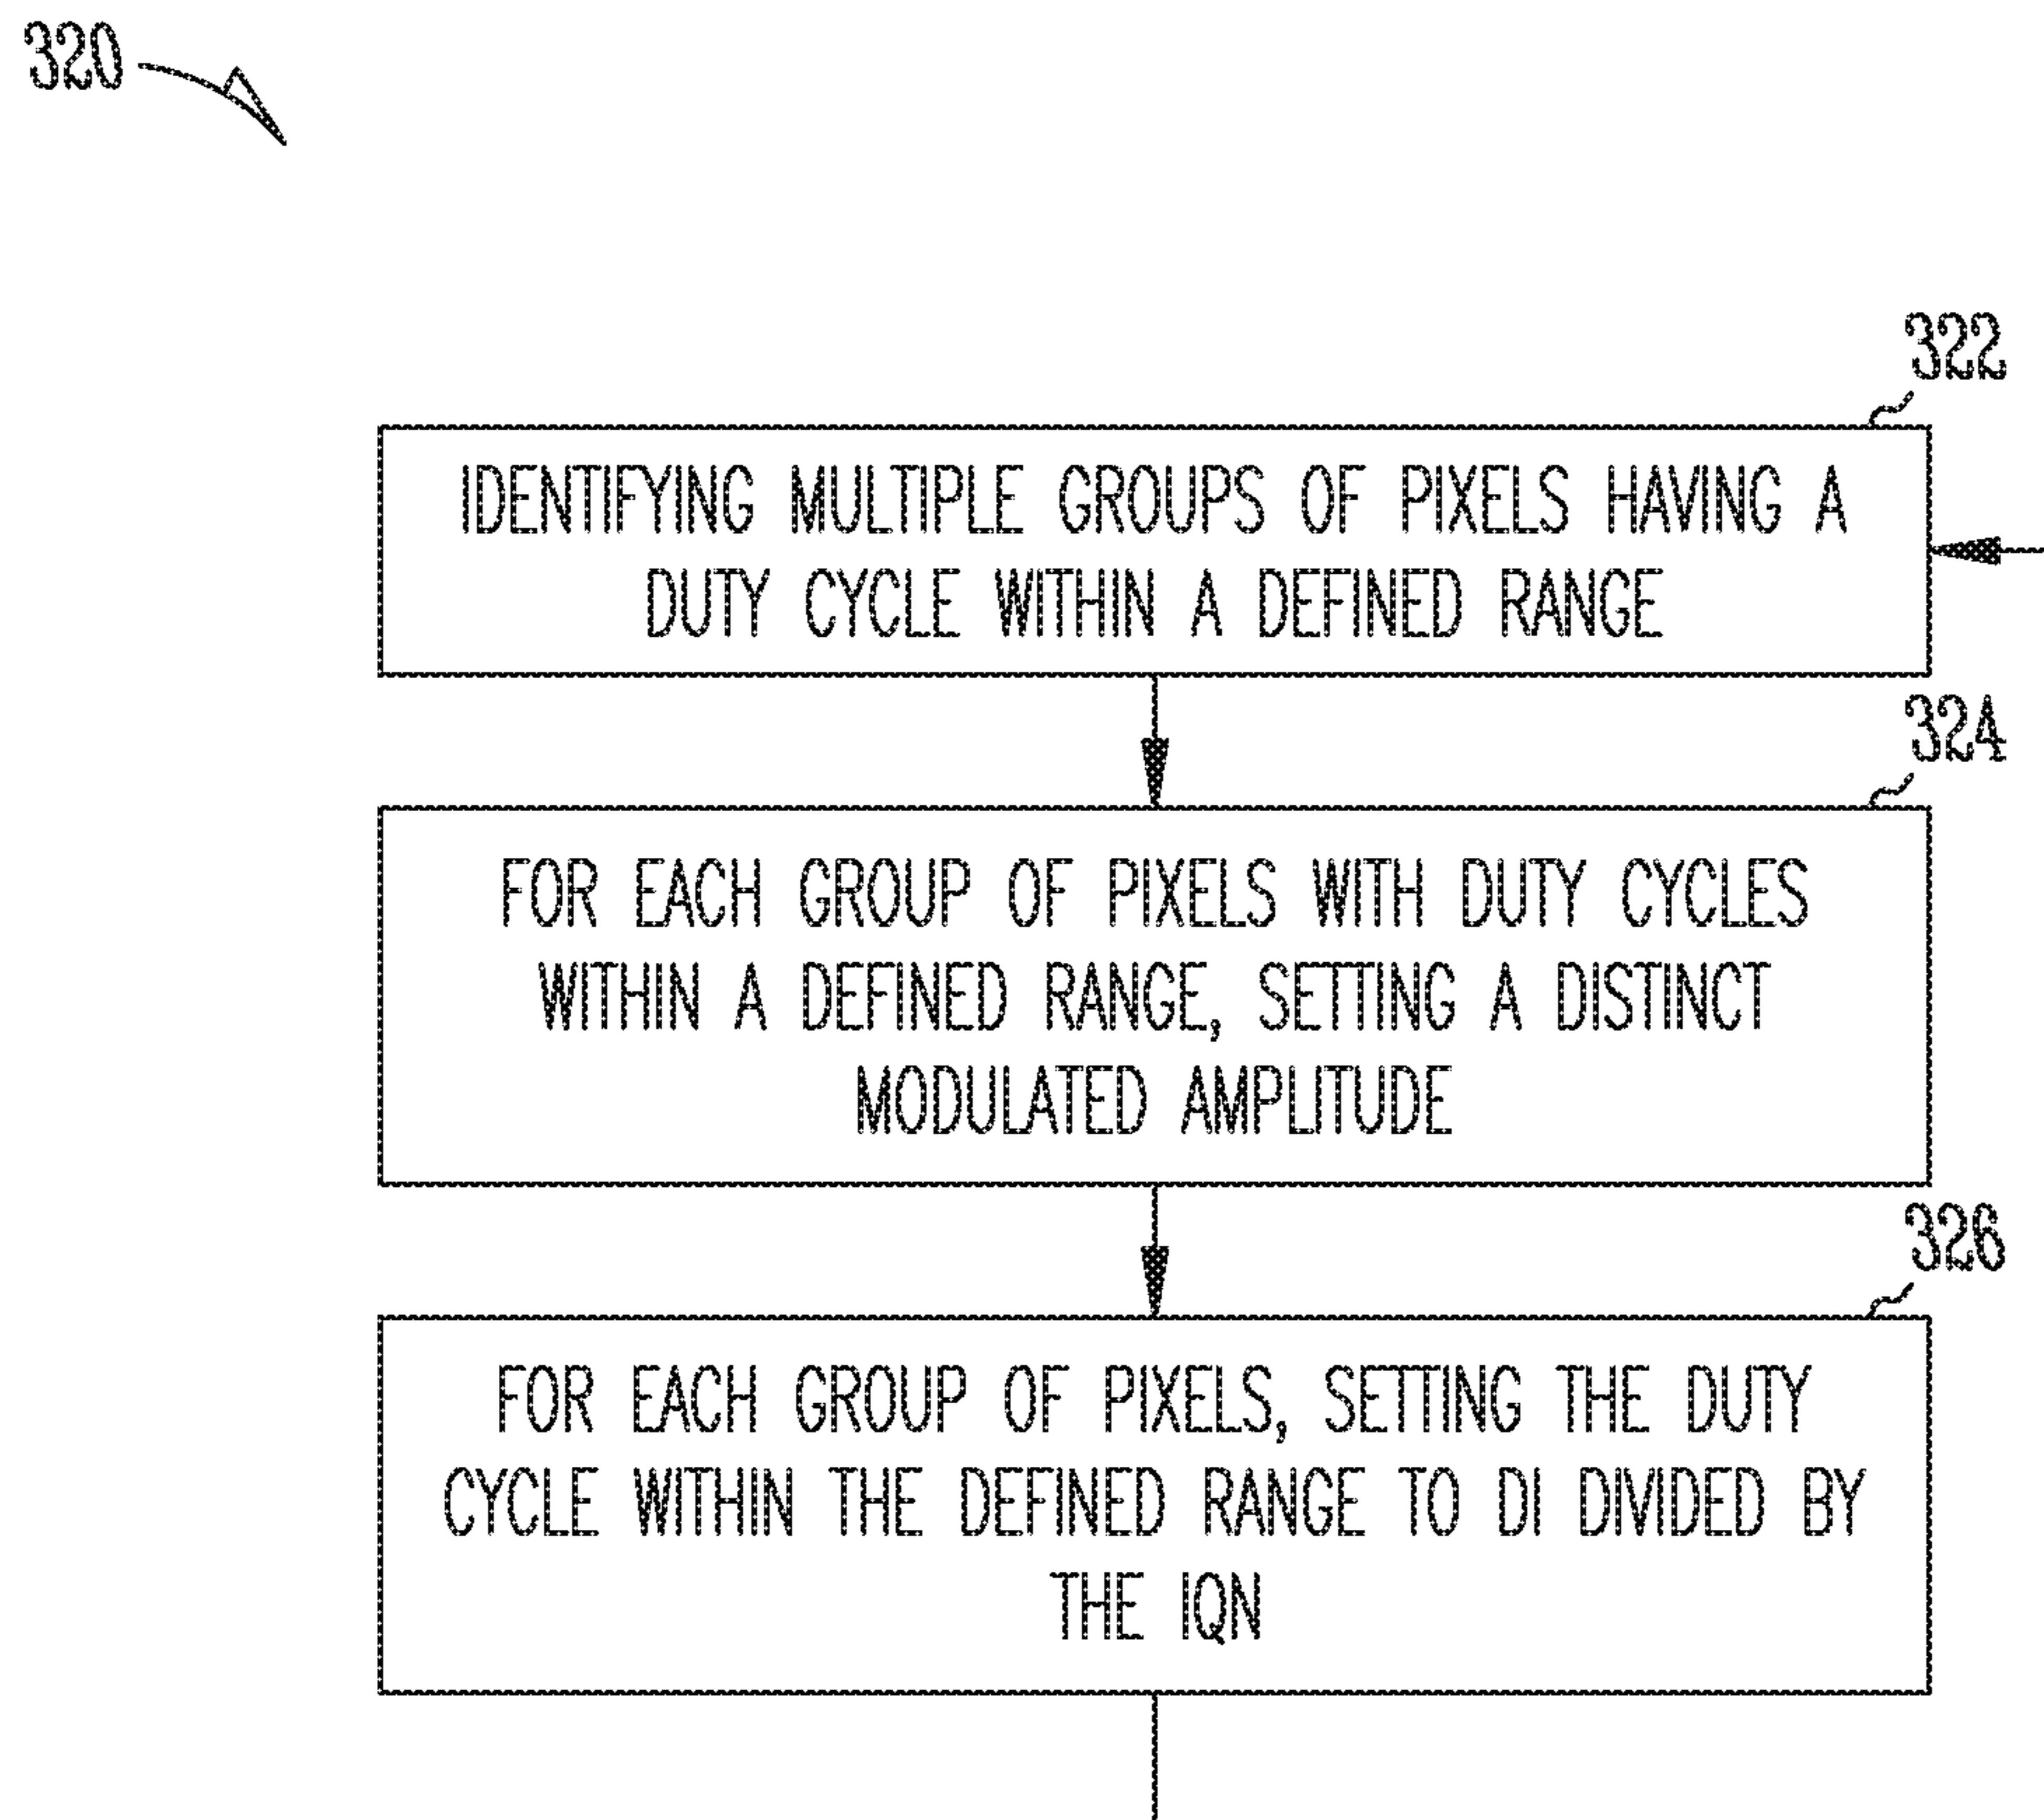 320
322
IDENTIFYING MULTIPLE GROUPS OF PIXELS HAVING A
DUTY CYCLE WITHIN A DEFINED RANGE
324
FOR EACH GROUP OF PIXELS WITH DUTY CYCLES
WITHIN A DEFINED RANGE, SETTING A DISTINCT
MODULATED AMPLITUDE
326
FOR EACH GROUP OF PIXELS, SETTING THE DUTY
CYCLE WITHIN THE DEFINED RANGE TO DI DIVIDED BY
THE IQN